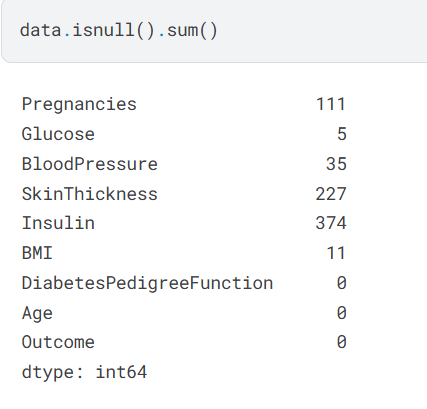 data.isnull().sum()
Pregnancies 111
Glucose 5
BloodPressure 35
SkinThickness 227
Insulin 374
BMI 11
DiabetesPedigreeFunction 0
Age 0
Outcome 0
dtype: int64